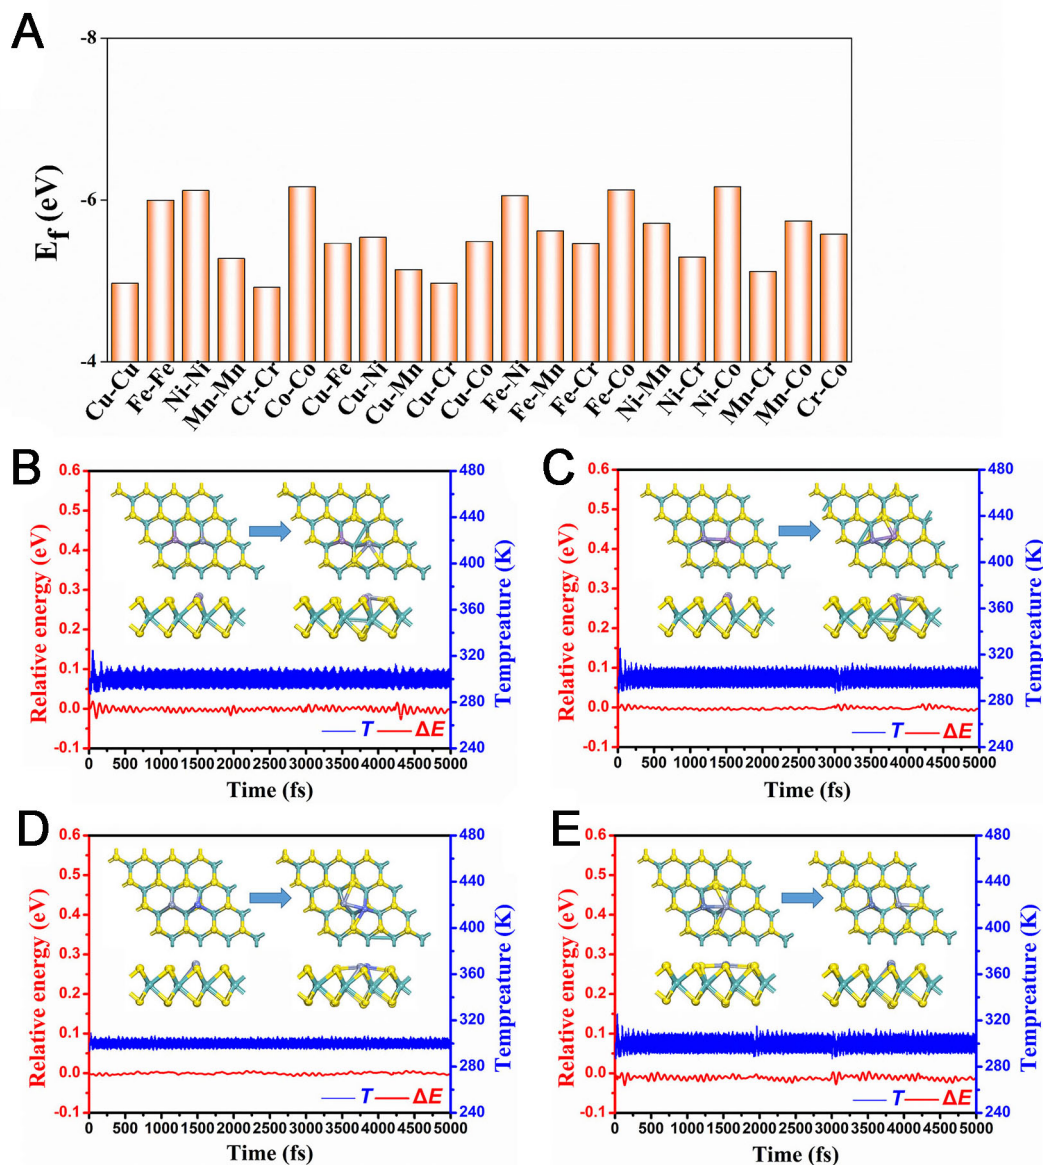 A
-8
-6
-4
E_f (eV)
Cu-Cu
Fe-Fe
Ni-Ni
Mn-Mn
Cr-Cr
Co-Co
Cu-Fe
Cu-Ni
Cu-Mn
Cu-Cr
Cu-Co
Fe-Ni
Fe-Mn
Fe-Cr
Fe-Co
Ni-Mn
Ni-Cr
Ni-Co
Mn-Cr
Mn-Co
Cr-Co
B
0.6
0.5
0.4
0.3
0.2
0.1
0.0
-0.1
Relative energy (eV)
480
440
400
360
320
280
240
Tempreature (K)
T ΔE
0 500 1000 1500 2000 2500 3000 3500 4000 4500 5000
Time (fs)
C
0.6
0.5
0.4
0.3
0.2
0.1
0.0
-0.1
Relative energy (eV)
480
440
400
360
320
280
240
Tempreature (K)
T ΔE
0 500 1000 1500 2000 2500 3000 3500 4000 4500 5000
Time (fs)
D
0.6
0.5
0.4
0.3
0.2
0.1
0.0
-0.1
Relative energy (eV)
480
440
400
360
320
280
240
Tempreature (K)
T ΔE
0 500 1000 1500 2000 2500 3000 3500 4000 4500 5000
Time (fs)
E
0.6
0.5
0.4
0.3
0.2
0.1
0.0
-0.1
Relative energy (eV)
480
440
400
360
320
280
240
Tempreature (K)
T ΔE
0 500 1000 1500 2000 2500 3000 3500 4000 4500 5000
Time (fs)